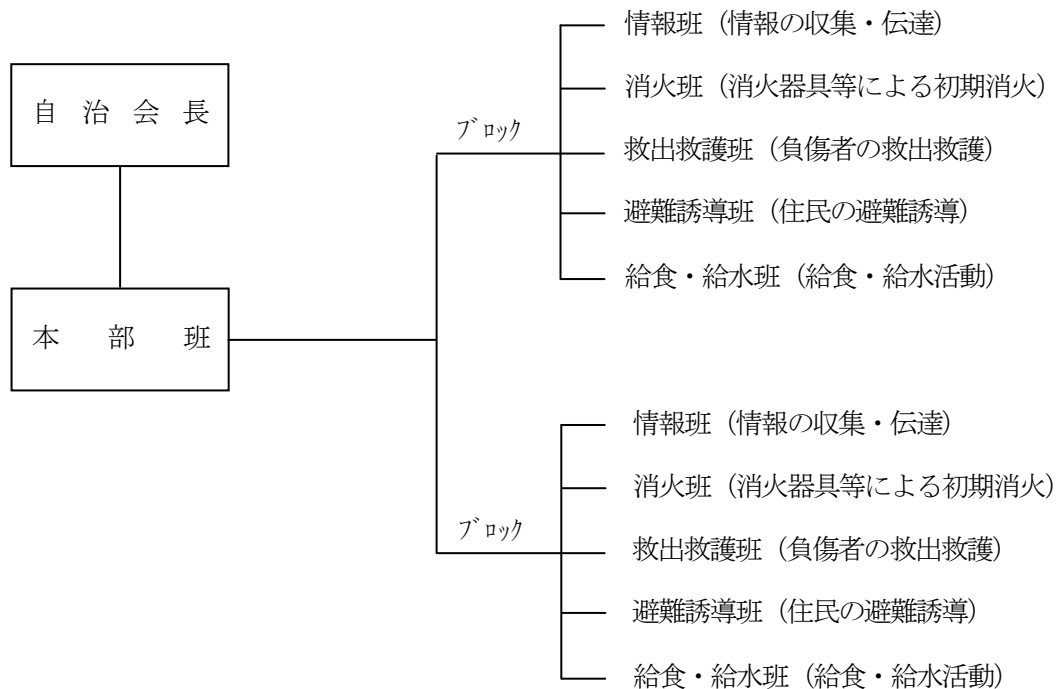 自治会長
本部班
ブロック
情報班（情報の収集・伝達）
消火班（消火器具等による初期消火）
救出救護班（負傷者の救出救護）
避難誘導班（住民の避難誘導）
給食・給水班（給食・給水活動）
ブロック
情報班（情報の収集・伝達）
消火班（消火器具等による初期消火）
救出救護班（負傷者の救出救護）
避難誘導班（住民の避難誘導）
給食・給水班（給食・給水活動）